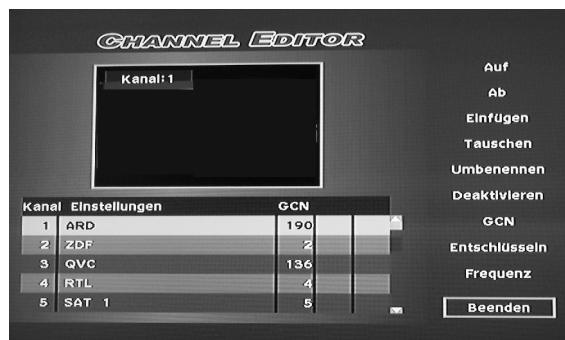 CHANNEL EDITOR
Kanal: 1
Kanal Einstellungen GCN
1 ARD 190
2 ZDF 2
3 QVC 136
4 RTL 4
5 SAT 1 5
Auf
Ab
Einfügen
Tauschen
Umbenennen
Deaktivieren
GCN
Entschlüsseln
Frequenz
Beenden